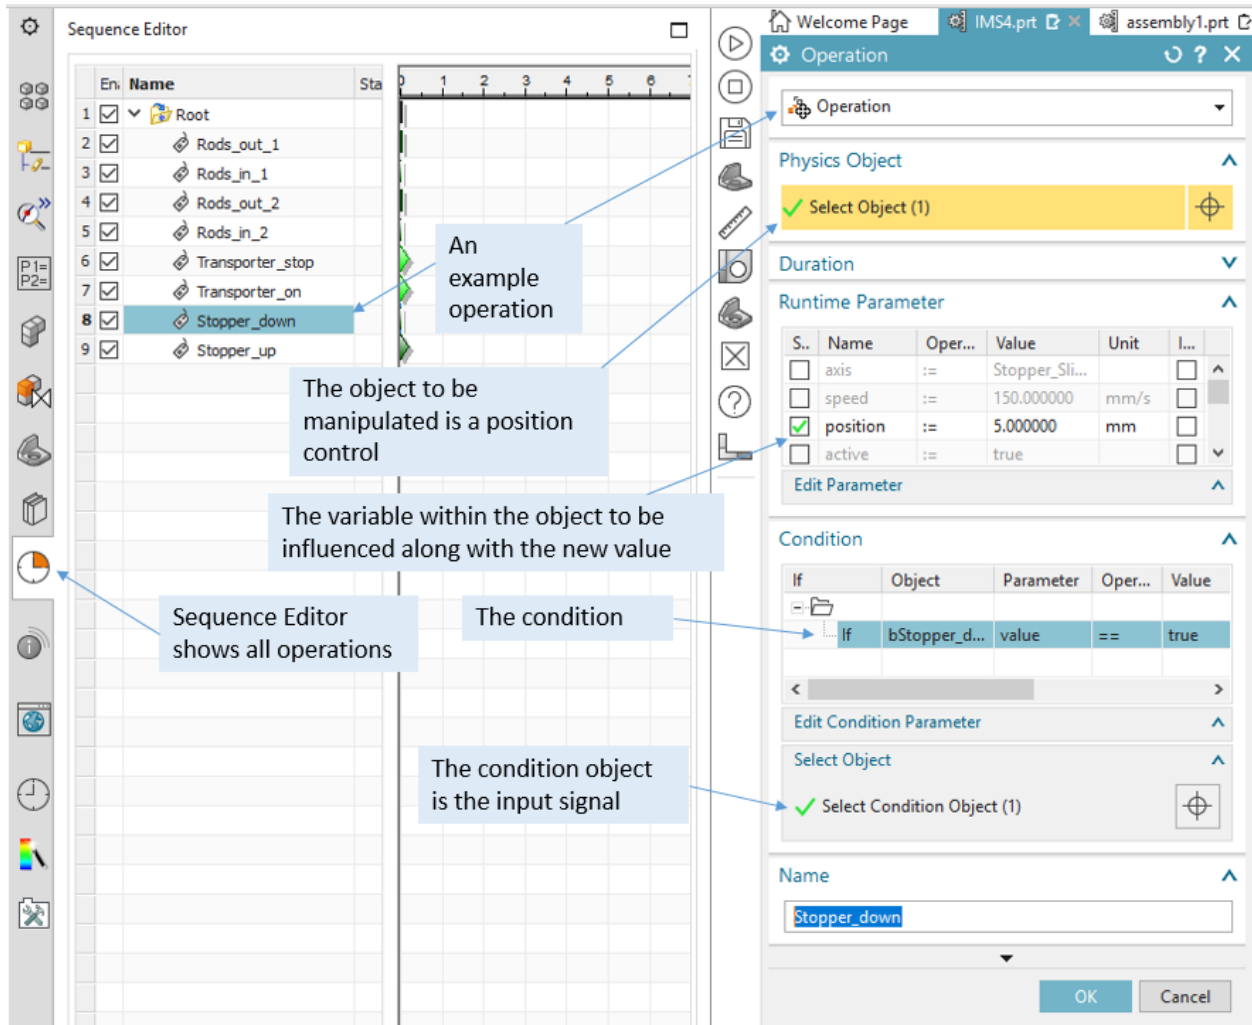 Sequence Editor
En: Name Sta
0 1 2 3 4 5 6
1 Root
2 Rods_out_1
3 Rods_in_1
4 Rods_out_2
5 Rods_in_2
6 Transporter_stop
7 Transporter_on
8 Stopper_down
9 Stopper_up
P1=
P2=
An
example
operation
The object to be
manipulated is a position
control
The variable within the object to be
influenced along with the new value
Sequence Editor
shows all operations
The condition
The condition object
is the input signal
Welcome Page IMS4.prt assembly1.prt
Operation
Operation
Physics Object
Select Object (1)
Duration
Runtime Parameter
S.. Name Oper... Value Unit I...
axis := Stopper_Sli...
speed := 150.000000 mm/s
position := 5.000000 mm
active := true
Edit Parameter
Condition
If Object Parameter Oper... Value
If bStopper_d... value == true
Edit Condition Parameter
Select Object
Select Condition Object (1)
Name
Stopper_down
OK Cancel